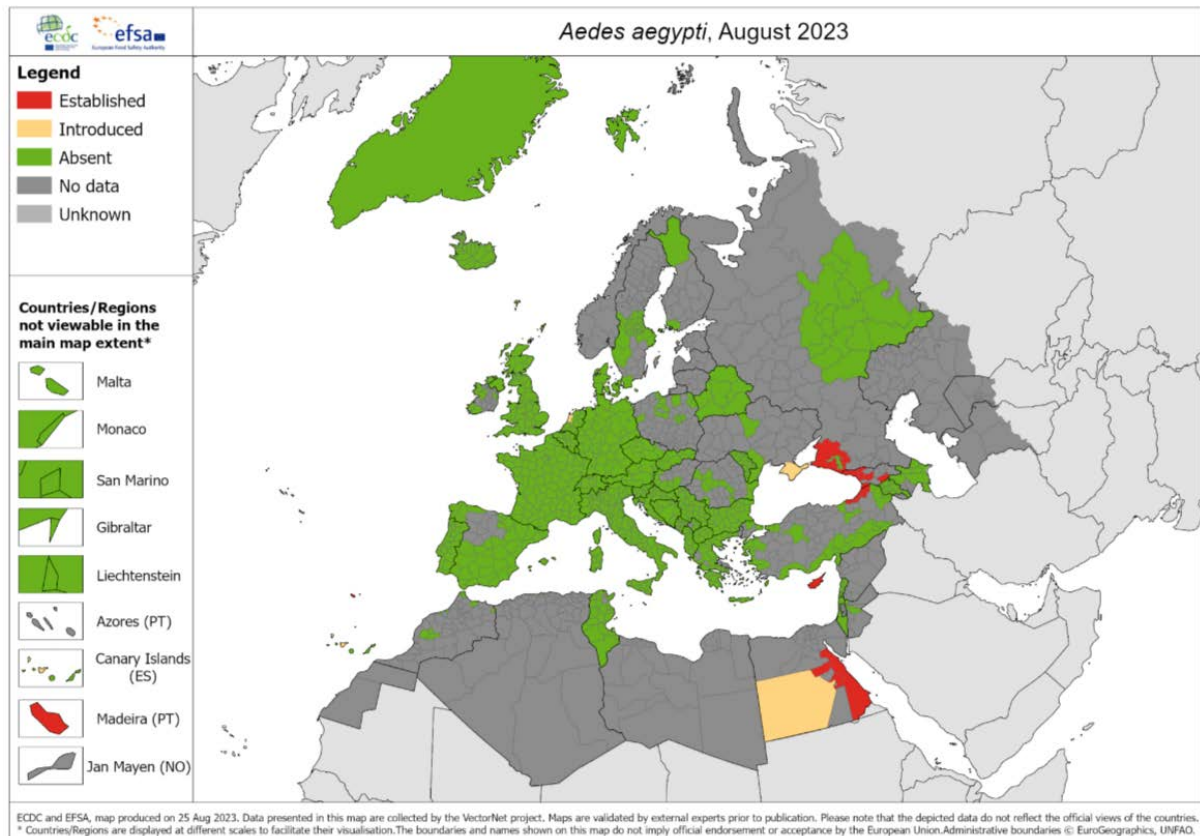 ecdc
efsa
European Food Safety Authority
Aedes aegypti, August 2023
Legend
Established
Introduced
Absent
No data
Unknown
Countries/Regions
not viewable in the
main map extent*
Malta
Monaco
San Marino
Gibraltar
Liechtenstein
Azores (PT)
Canary Islands
(ES)
Madeira (PT)
Jan Mayen (NO)
ECDC and EFSA, map produced on 25 Aug 2023. Data presented in this map are collected by the VectorNet project. Maps are validated by external experts prior to publication. Please note that the depicted data do not reflect the official views of the countries.
* Countries/Regions are displayed at different scales to facilitate their visualisation.The boundaries and names shown on this map do not imply official endorsement or acceptance by the European Union.Administrative boundaries © EuroGeographics, UNFAO.